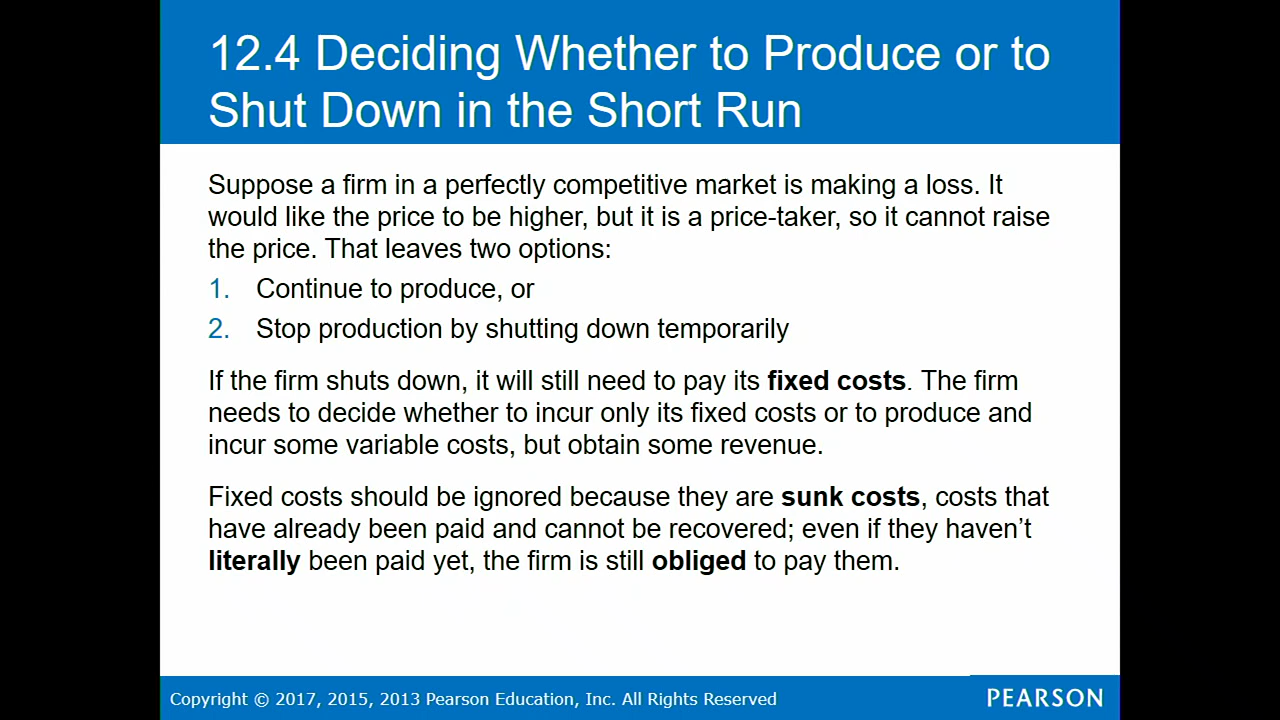 12.4 Deciding Whether to Produce or to
Shut Down in the Short Run
Suppose a firm in a perfectly competitive market is making a loss. It
would like the price to be higher, but it is a price-taker, so it cannot raise
the price. That leaves two options:
1. Continue to produce, or
2. Stop production by shutting down temporarily
If the firm shuts down, it will still need to pay its fixed costs. The firm
needs to decide whether to incur only its fixed costs or to produce and
incur some variable costs, but obtain some revenue.
Fixed costs should be ignored because they are sunk costs, costs that
have already been paid and cannot be recovered; even if they haven’t
literally been paid yet, the firm is still obliged to pay them.
Copyright © 2017, 2015, 2013 Pearson Education, Inc. All Rights Reserved
PEARSON